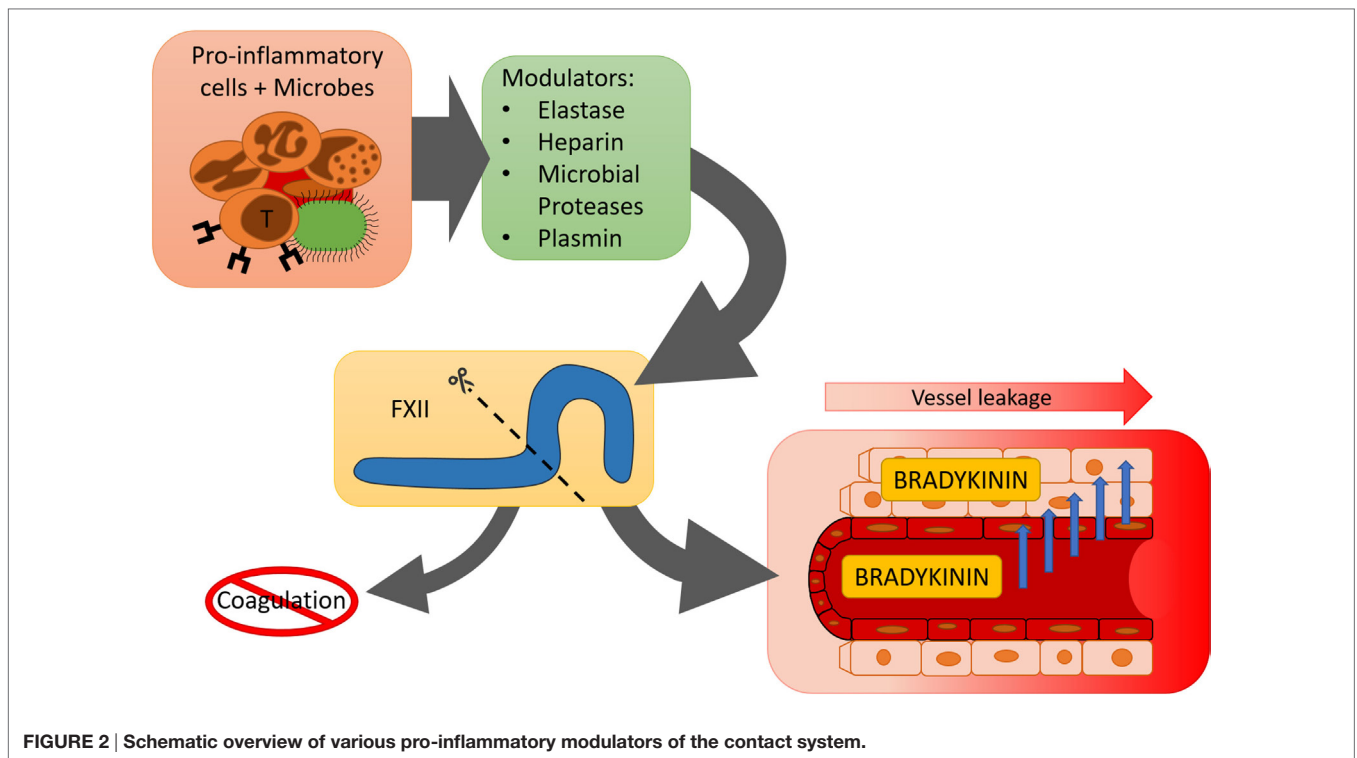 Pro-inflammatory
cells + Microbes
T
Modulators:
• Elastase
• Heparin
• Microbial
Proteases
• Plasmin
FXII
Coagulation
Vessel leakage
BRADYKININ
BRADYKININ
FIGURE 2 | Schematic overview of various pro-inflammatory modulators of the contact system.